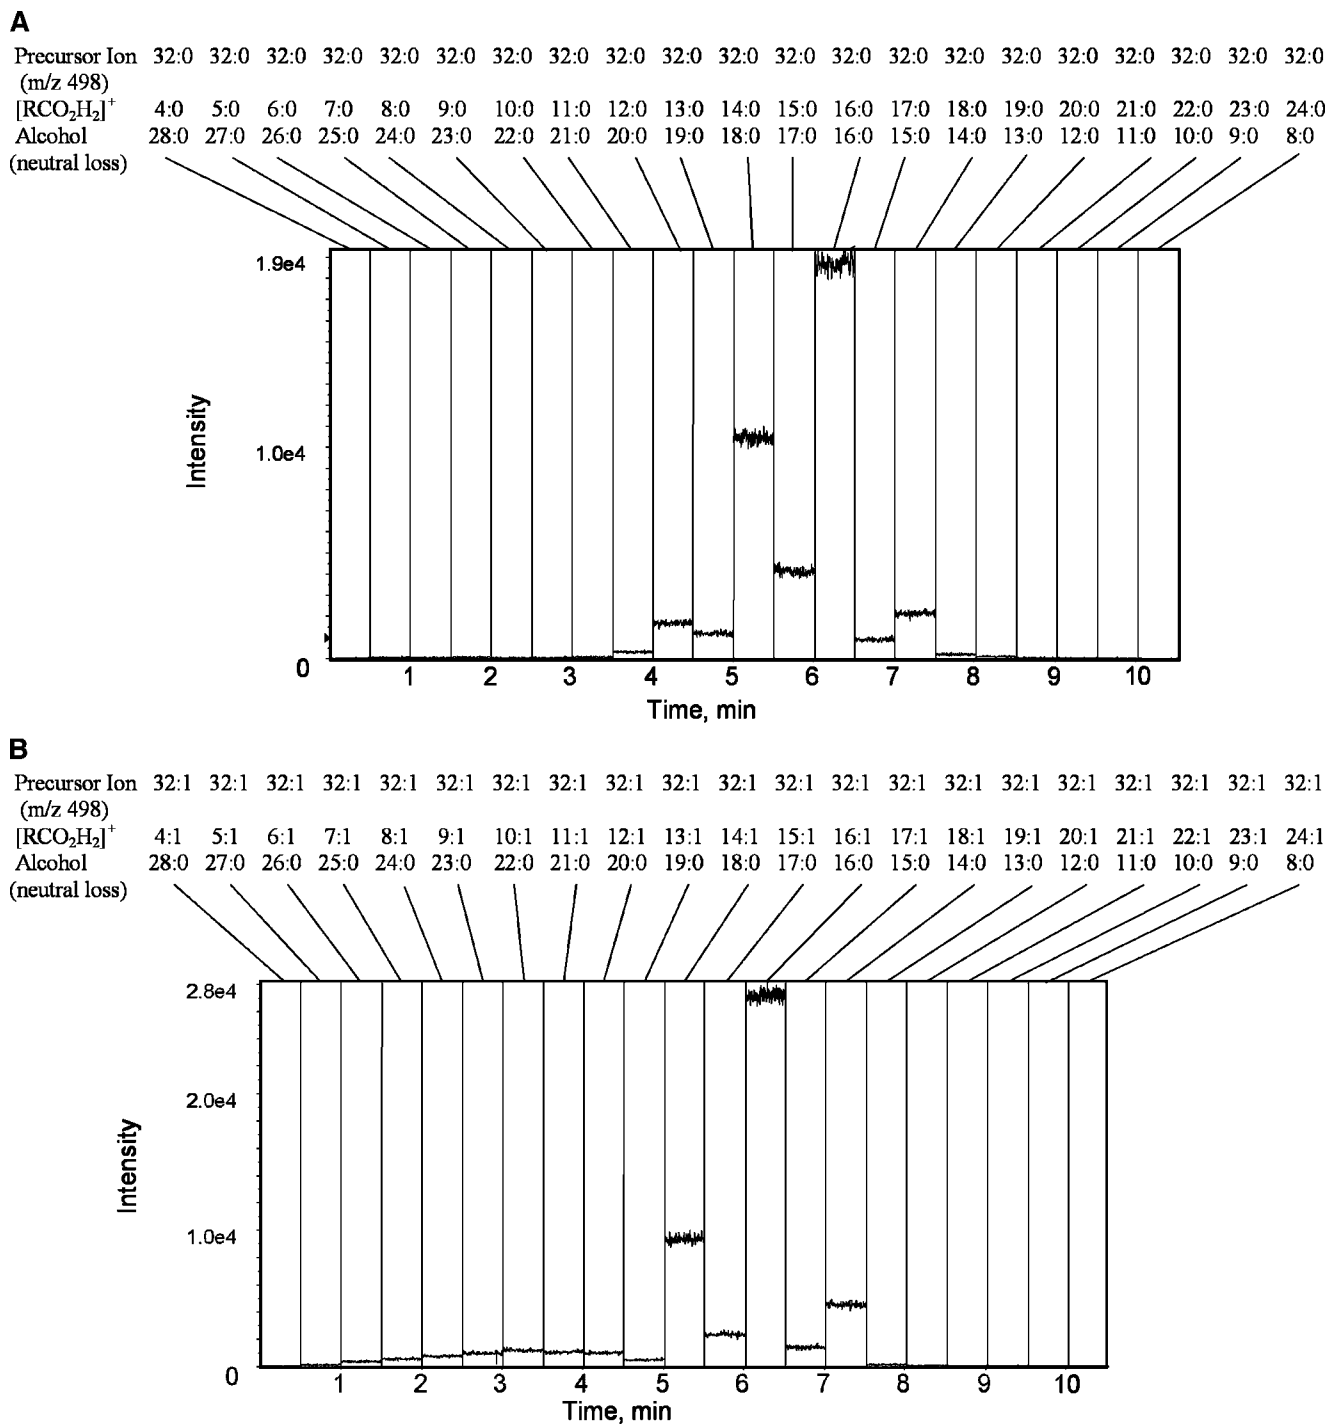 A
Precursor Ion 32:0 32:0 32:0 32:0 32:0 32:0 32:0 32:0 32:0 32:0 32:0 32:0 32:0 32:0 32:0 32:0 32:0 32:0 32:0 32:0 32:0
(m/z 498)
[RCO₂H₂]⁺ 4:0 5:0 6:0 7:0 8:0 9:0 10:0 11:0 12:0 13:0 14:0 15:0 16:0 17:0 18:0 19:0 20:0 21:0 22:0 23:0 24:0
Alcohol 28:0 27:0 26:0 25:0 24:0 23:0 22:0 21:0 20:0 19:0 18:0 17:0 16:0 15:0 14:0 13:0 12:0 11:0 10:0 9:0 8:0
(neutral loss)
1.9e4
Intensity
1.0e4
0
1 2 3 4 5 6 7 8 9 10
Time, min
B
Precursor Ion 32:1 32:1 32:1 32:1 32:1 32:1 32:1 32:1 32:1 32:1 32:1 32:1 32:1 32:1 32:1 32:1 32:1 32:1 32:1 32:1 32:1
(m/z 498)
[RCO₂H₂]⁺ 4:1 5:1 6:1 7:1 8:1 9:1 10:1 11:1 12:1 13:1 14:1 15:1 16:1 17:1 18:1 19:1 20:1 21:1 22:1 23:1 24:1
Alcohol 28:0 27:0 26:0 25:0 24:0 23:0 22:0 21:0 20:0 19:0 18:0 17:0 16:0 15:0 14:0 13:0 12:0 11:0 10:0 9:0 8:0
(neutral loss)
2.8e4
2.0e4
Intensity
1.0e4
0
1 2 3 4 5 6 7 8 9 10
Time, min